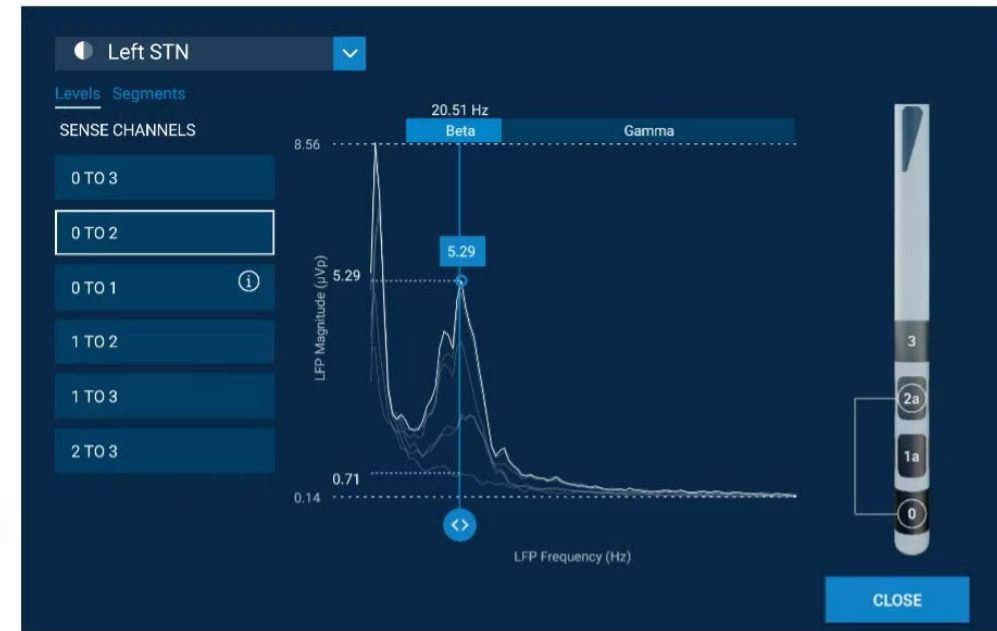 Left STN
Levels Segments
SENSE CHANNELS
0 TO 3
0 TO 2
0 TO 1
1 TO 2
1 TO 3
2 TO 3
20.51 Hz
Beta Gamma
8.56
5.29
5.29
0.71
0.14
LFP Magnitude (µVp)
LFP Frequency (Hz)
3
2a
1a
0
CLOSE